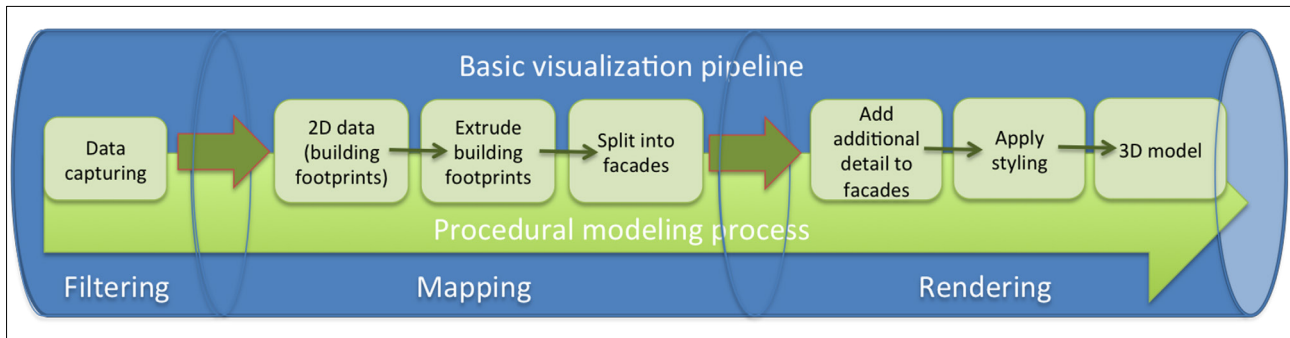 Basic visualization pipeline
Data
capturing
2D data
(building
footprints)
Extrude
building
footprints
Split into
facades
Add
additional
detail to
facades
Apply
styling
3D model
Procedural modeling process
Filtering
Mapping
Rendering